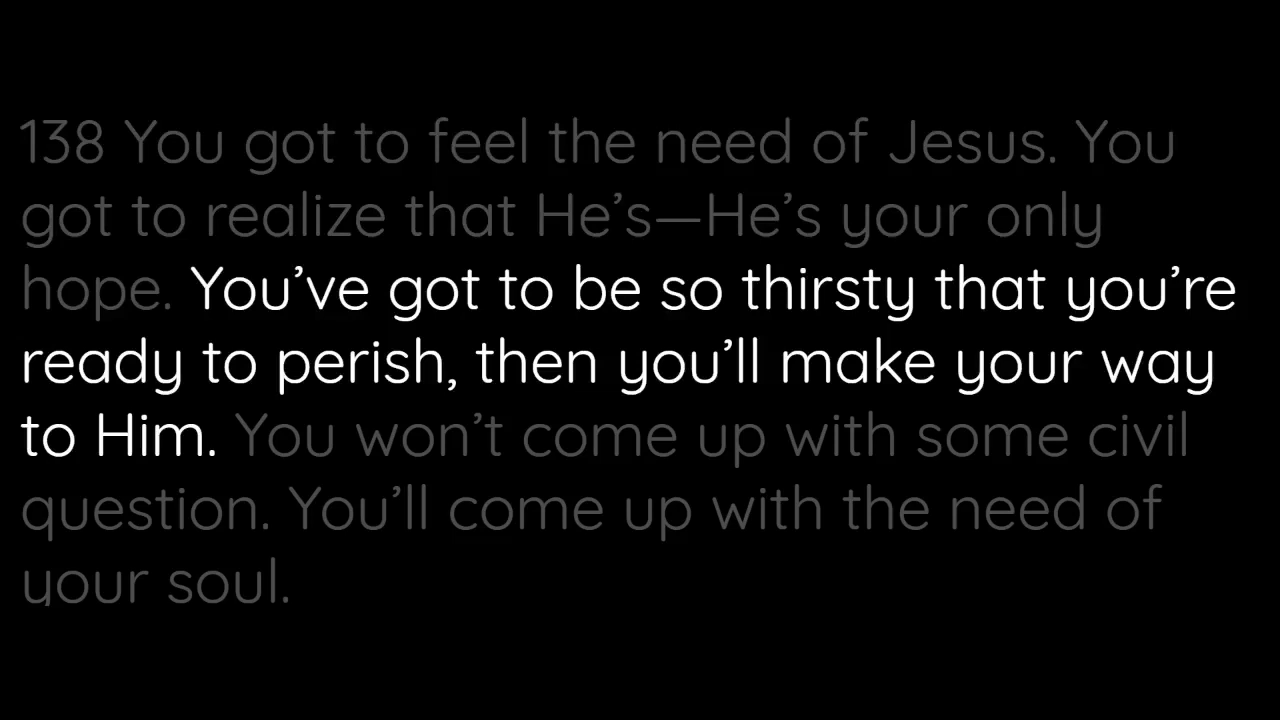 138 You got to feel the need of Jesus. You
got to realize that He’s—He’s your only
hope. You’ve got to be so thirsty that you’re
ready to perish, then you’ll make your way
to Him. You won’t come up with some civil
question. You’ll come up with the need of
your soul.